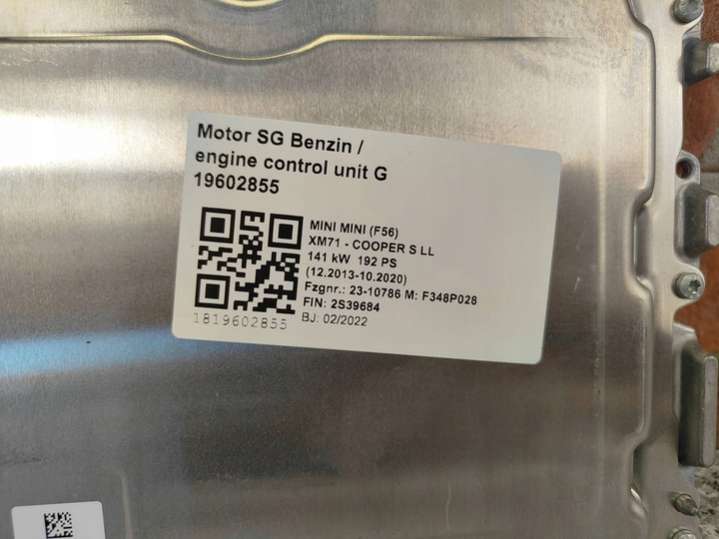 Motor SG Benzin /
engine control unit G
19602855
MINI MINI (F56)
XM71 - COOPER S LL
141 kW 192 PS
(12.2013-10.2020)
Fzgnr.: 23-10786 M: F348P028
FIN: 2S39684
BJ: 02/2022
1819602855